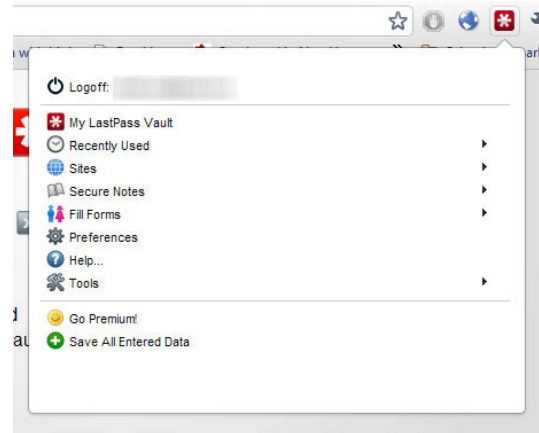 Logoff:
My LastPass Vault
Recently Used
Sites
Secure Notes
Fill Forms
Preferences
Help...
Tools
Go Premium!
Save All Entered Data